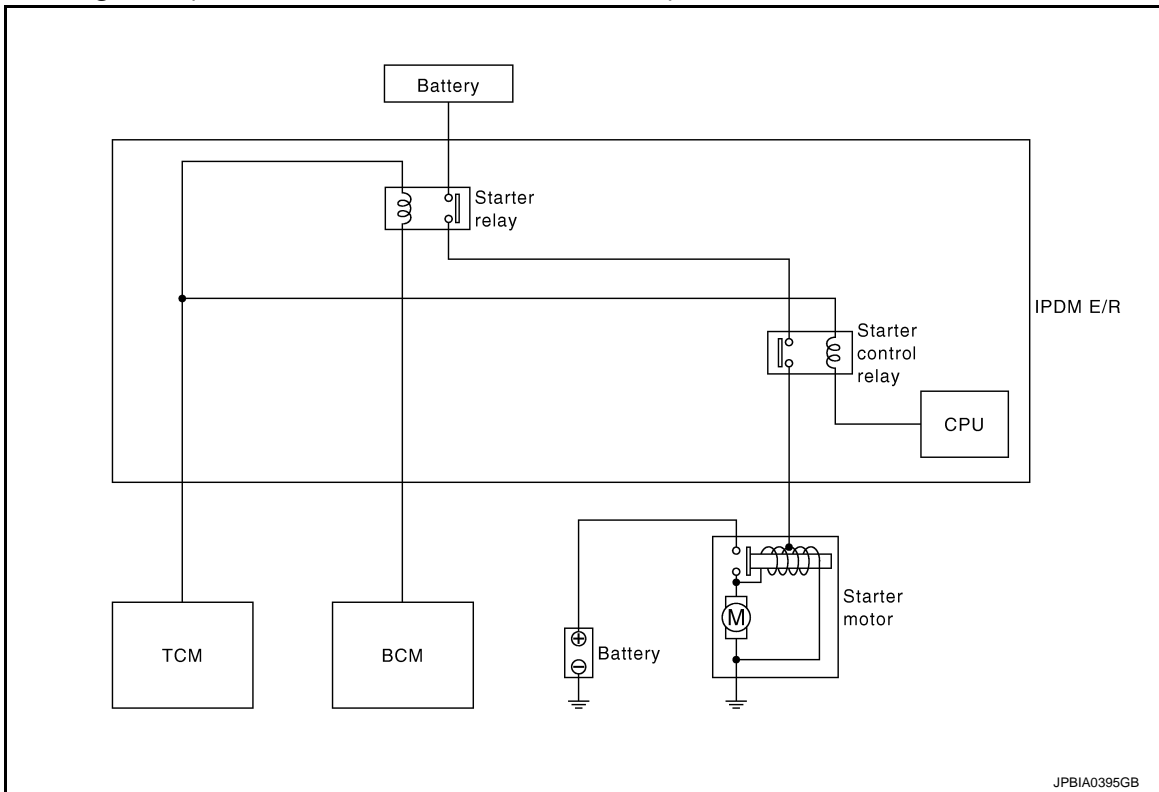 Battery
Starter
relay
IPDM E/R
Starter
control
relay
CPU
TCM
BCM
Battery
M
Starter
motor
JPBIA0395GB